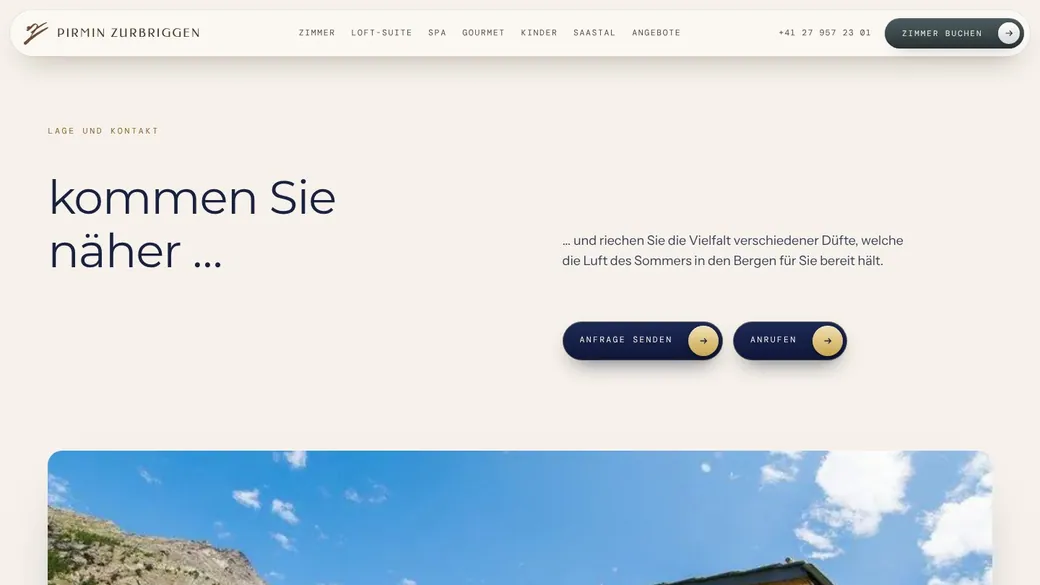 PIRMIN ZURBRIGGEN
ZIMMER LOFT-SUITE SPA GOURMET KINDER SAASTAL ANGEBOTE
+41 27 957 23 01
ZIMMER BUCHEN
LAGE UND KONTAKT
kommen Sie
näher ...
... und riechen Sie die Vielfalt verschiedener Düfte, welche
die Luft des Sommers in den Bergen für Sie bereit hält.
ANFRAGE SENDEN
ANRUFEN